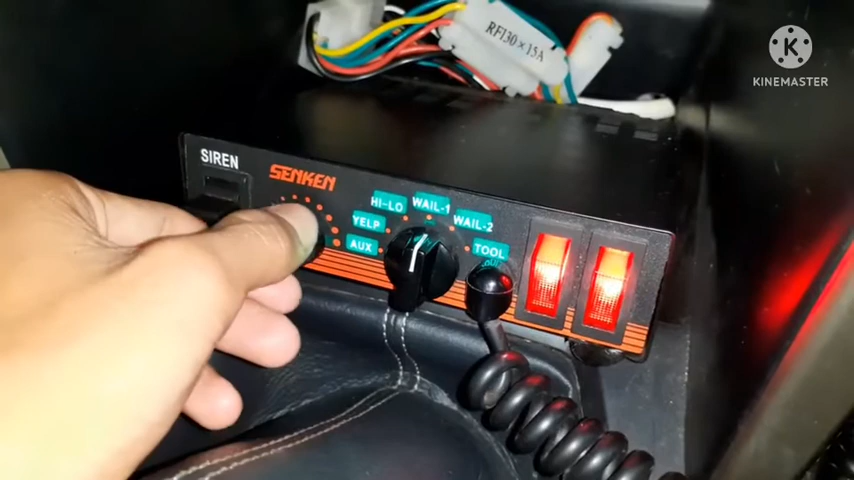 RFI30×15A
KINEMASTER
SIREN
SENKEN
HI-LO
WAIL-1
WAIL-2
YELP
AUX
TOOL